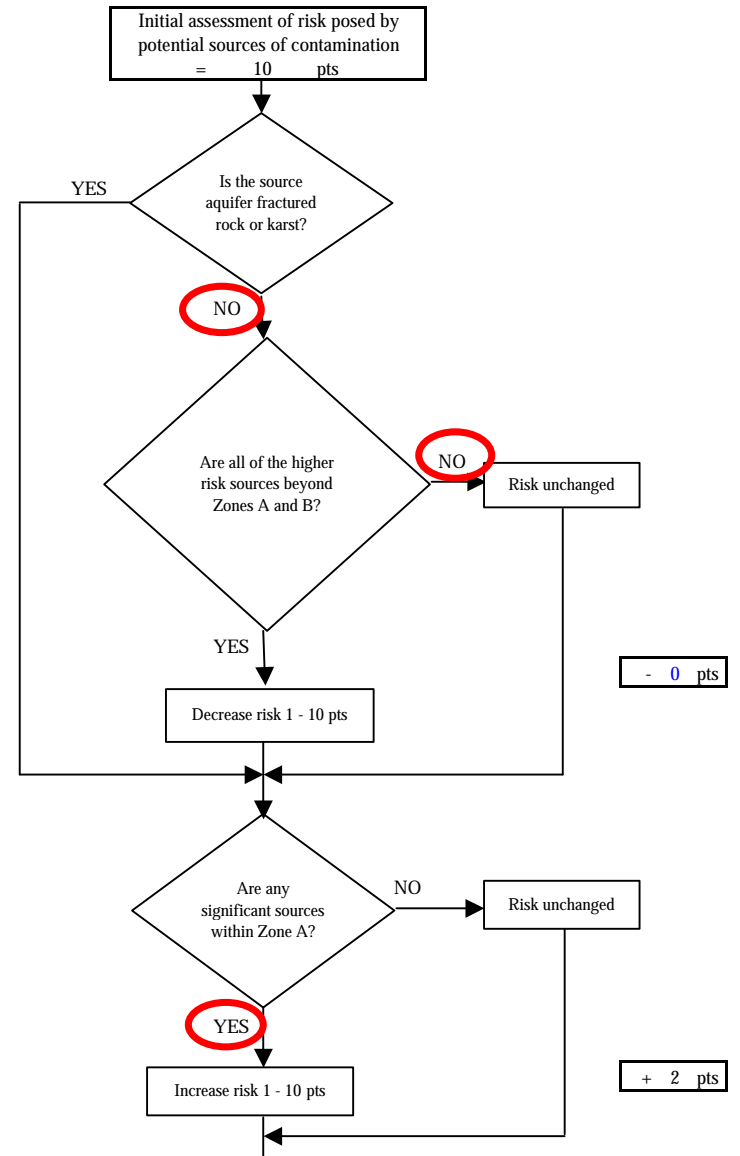 Initial assessment of risk posed by
potential sources of contamination
= 10 pts
YES
Is the source
aquifer fractured
rock or karst?
NO
Are all of the higher
risk sources beyond
Zones A and B?
NO
Risk unchanged
YES
- 0 pts
Decrease risk 1 - 10 pts
Are any
significant sources
within Zone A?
NO
Risk unchanged
YES
Increase risk 1 - 10 pts
+ 2 pts